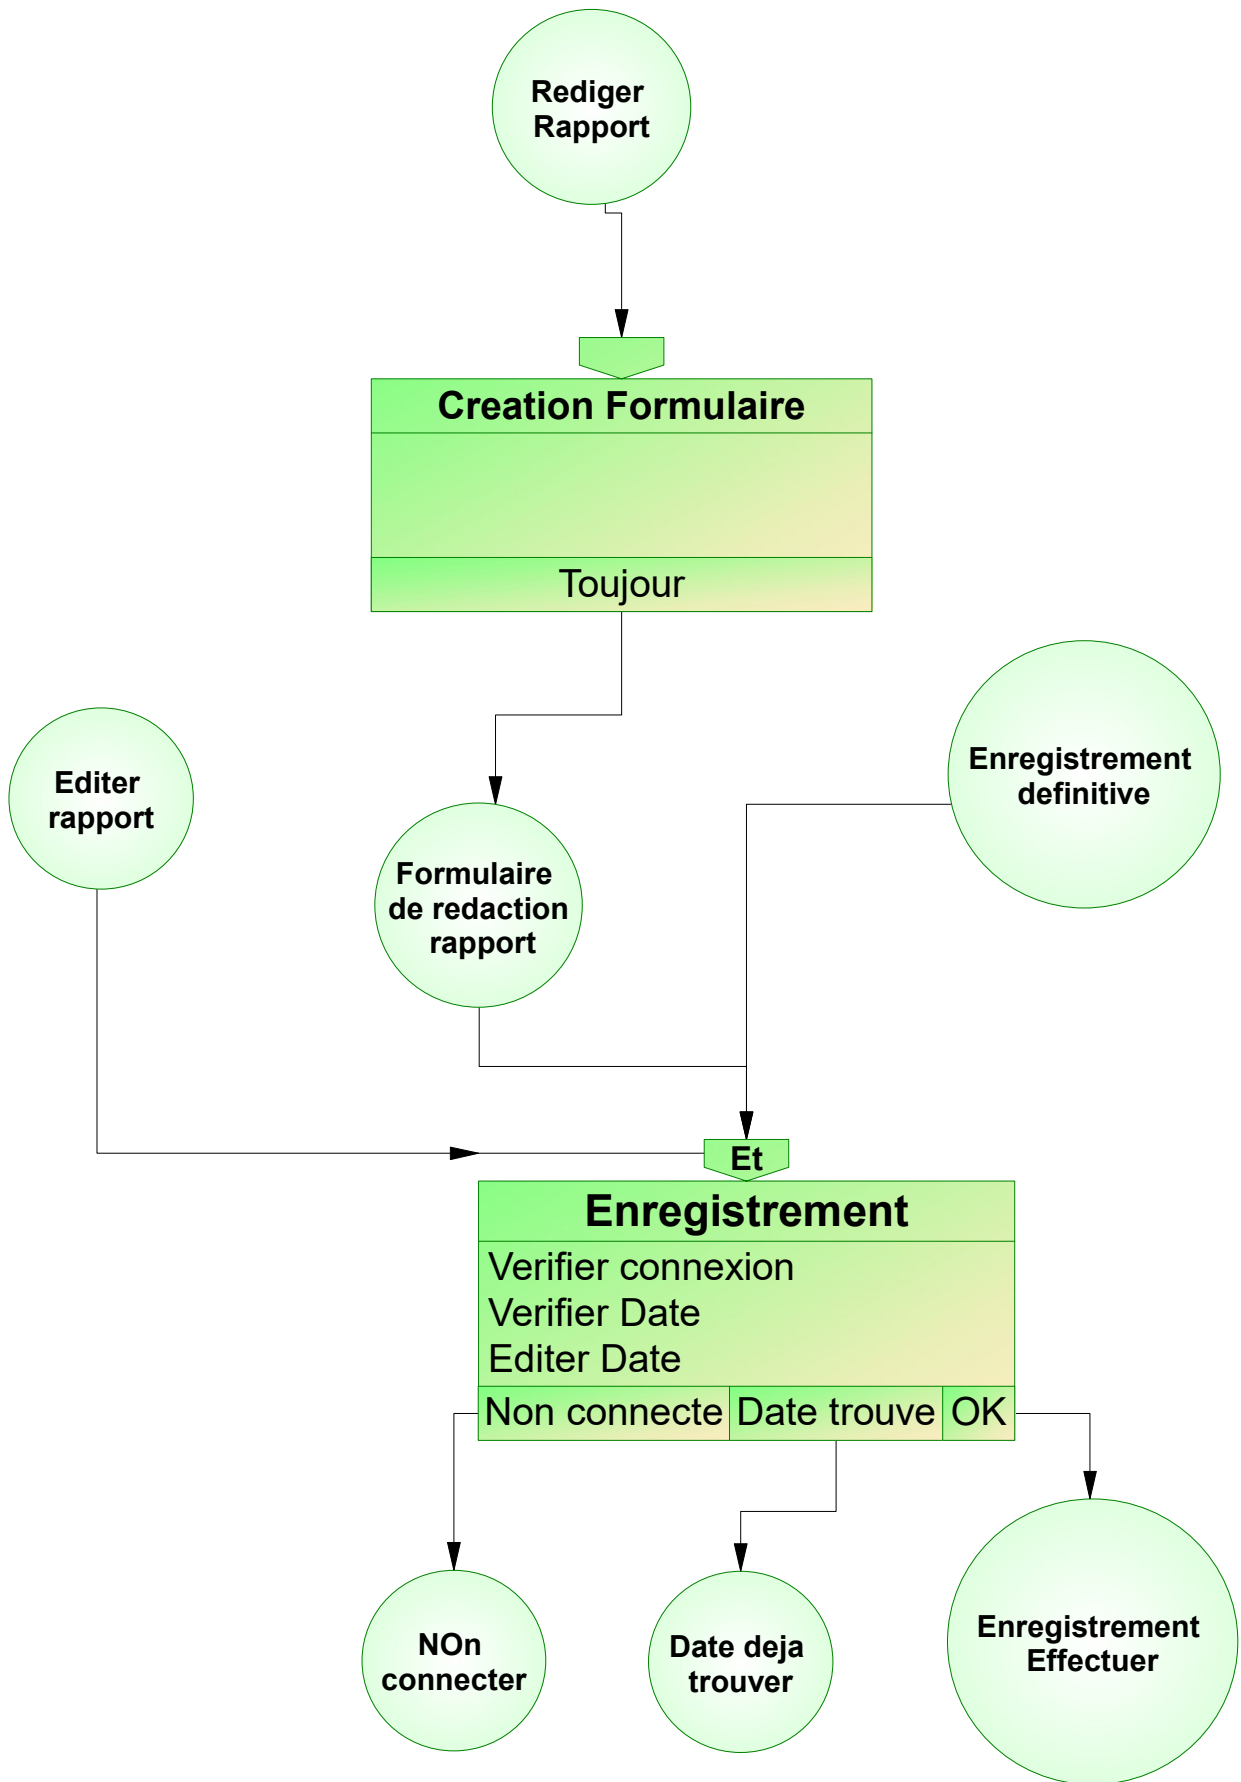 Rediger
Rapport
Creation Formulaire
Toujour
Editer
rapport
Enregistrement
definitive
Formulaire
de redaction
rapport
Et
Enregistrement
Verifier connexion
Verifier Date
Editer Date
Non connecte
Date trouve
OK
NOn
connecter
Date deja
trouver
Enregistrement
Effectuer